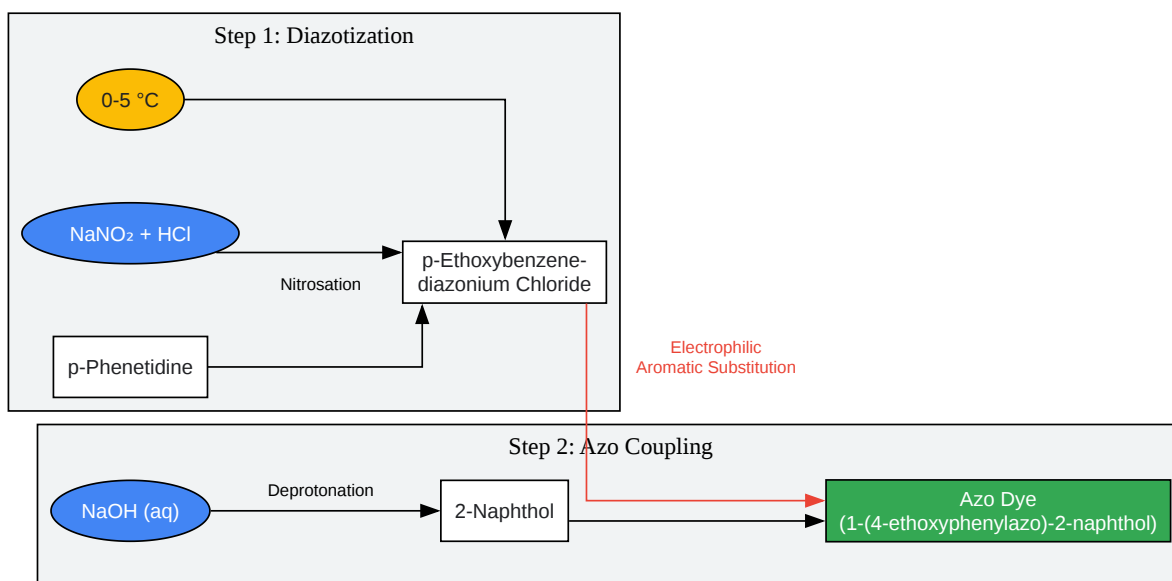 Step 1: Diazotization
0-5 °C
NaNO₂ + HCl
Nitrosation
p-Ethoxybenzene-
diazonium Chloride
p-Phenetidine
Electrophilic
Aromatic Substitution
Step 2: Azo Coupling
NaOH (aq)
Deprotonation
2-Naphthol
Azo Dye
(1-(4-ethoxyphenylazo)-2-naphthol)